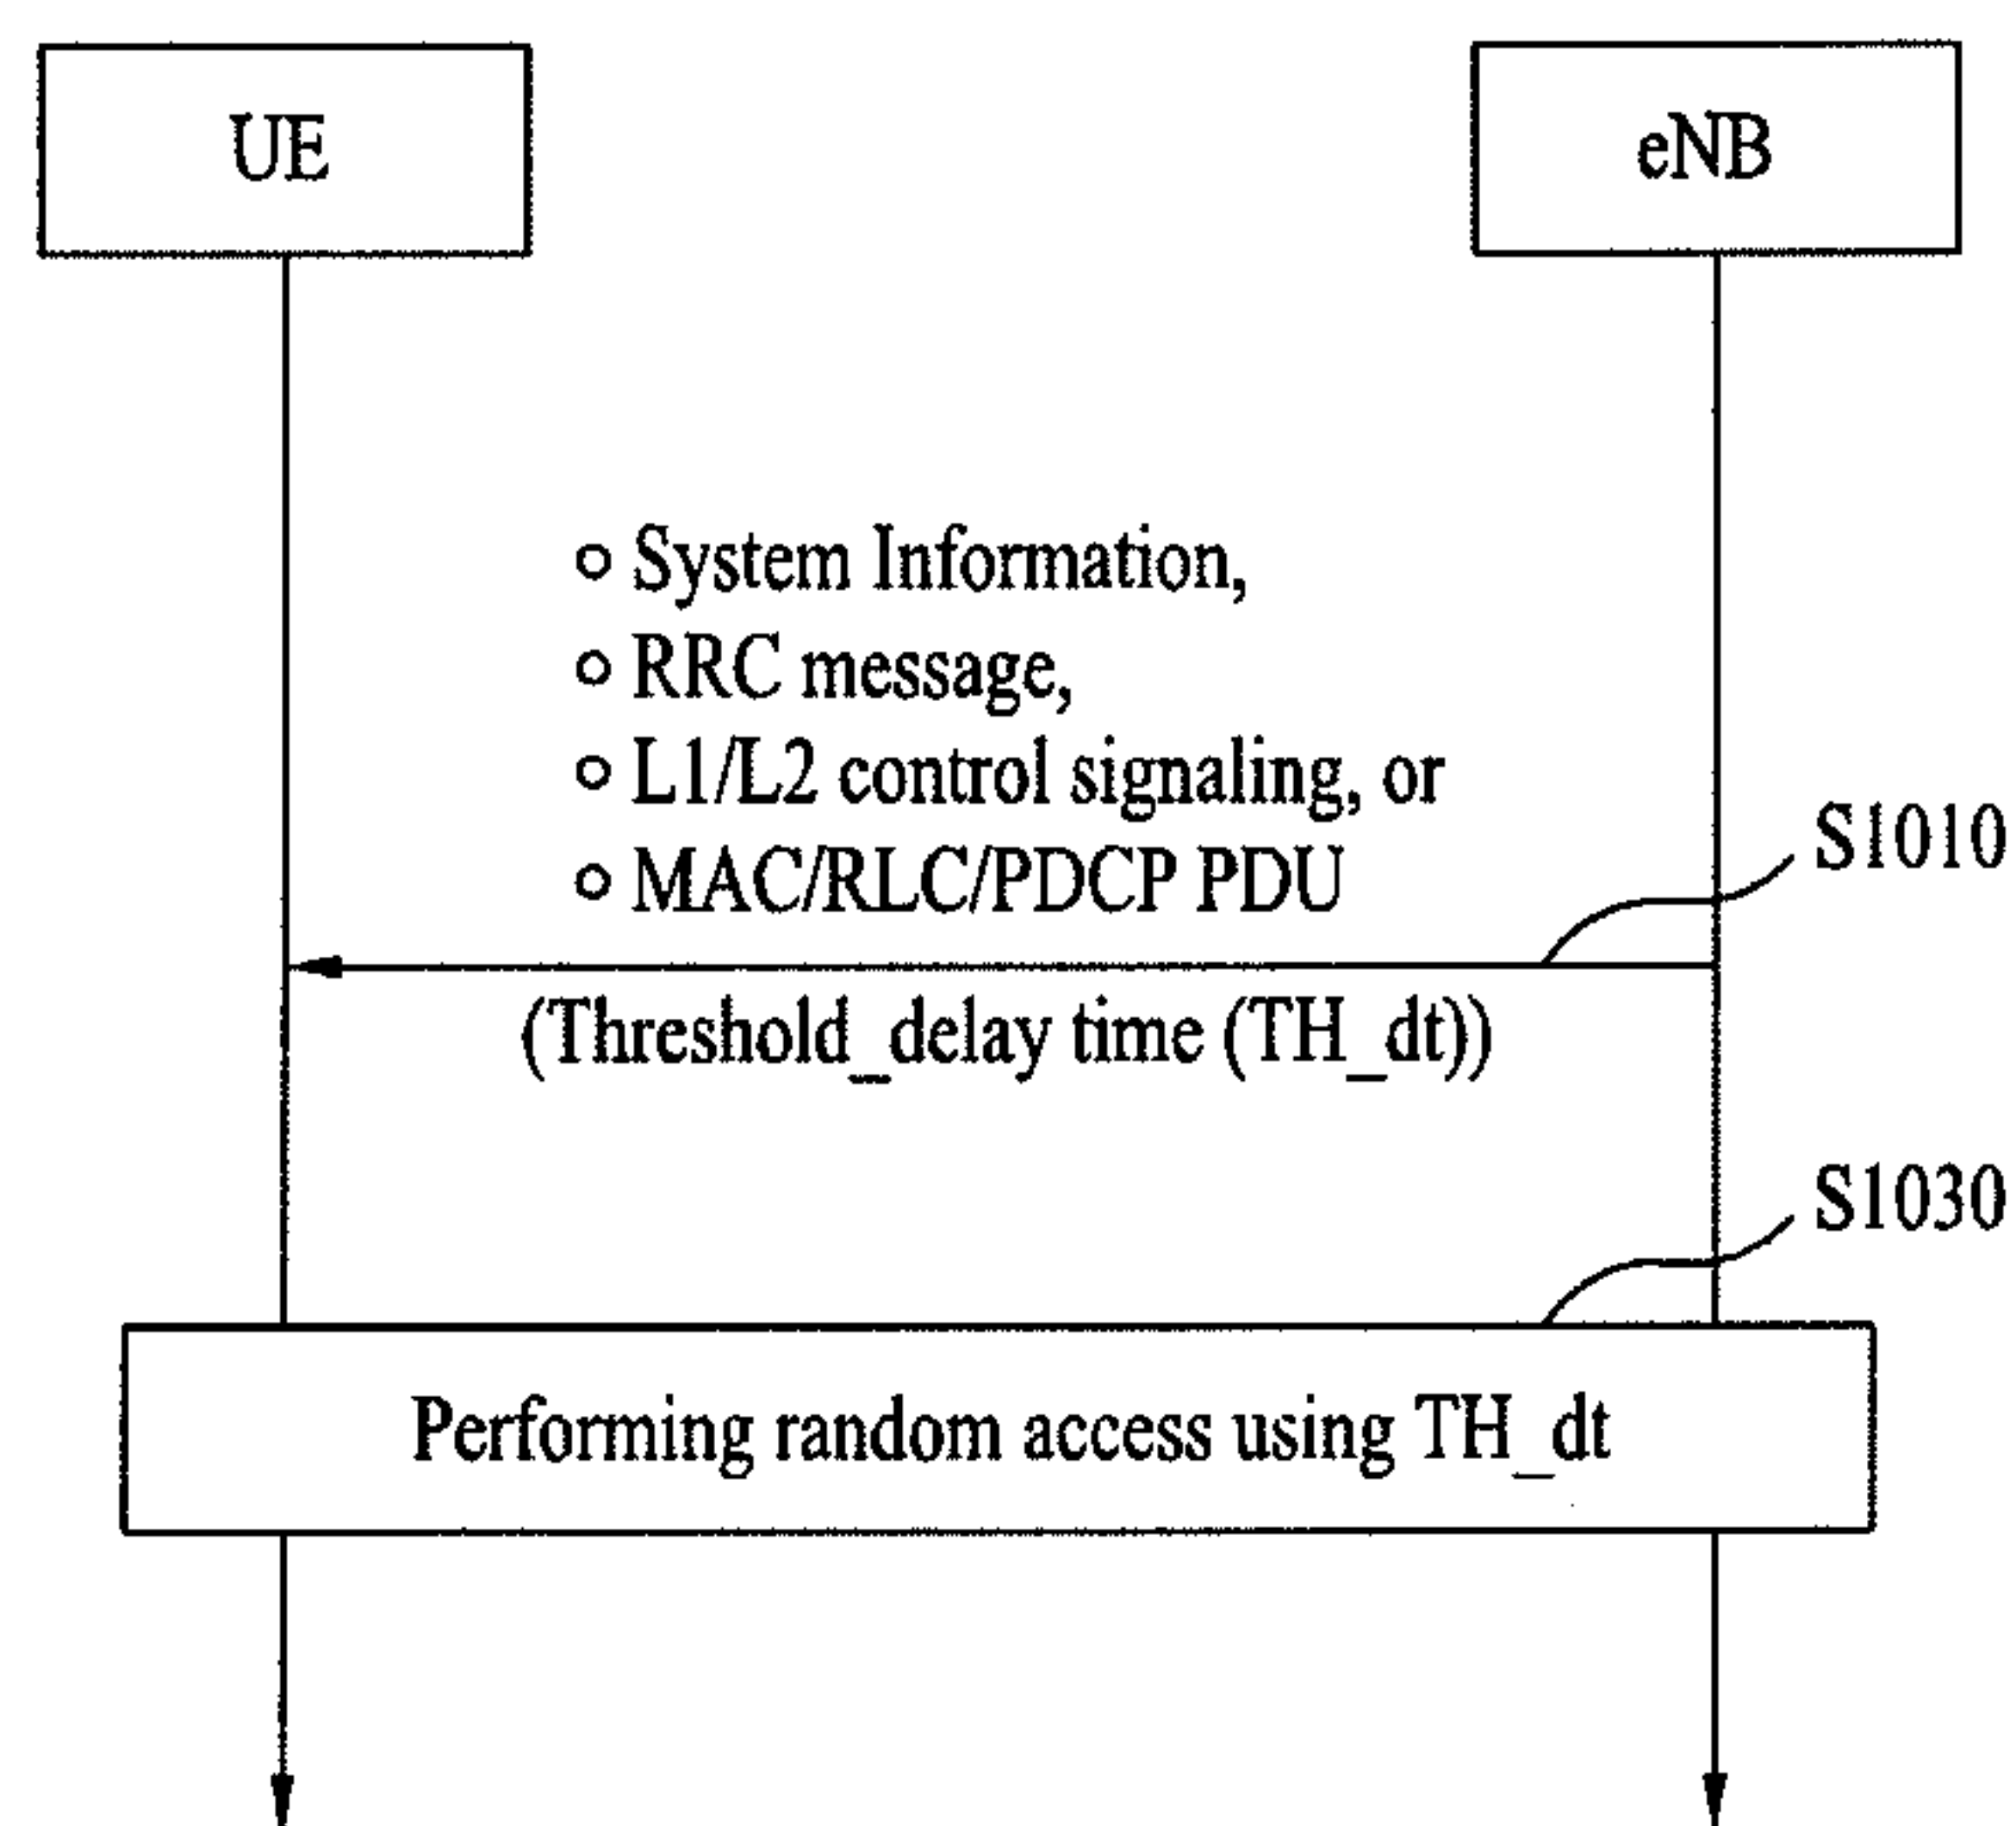 UE
eNB
○ System Information,
○ RRC message,
○ L1/L2 control signaling, or
○ MAC/RLC/PDCP PDU
S1010
(Threshold_delay time (TH_dt))
S1030
Performing random access using TH_dt